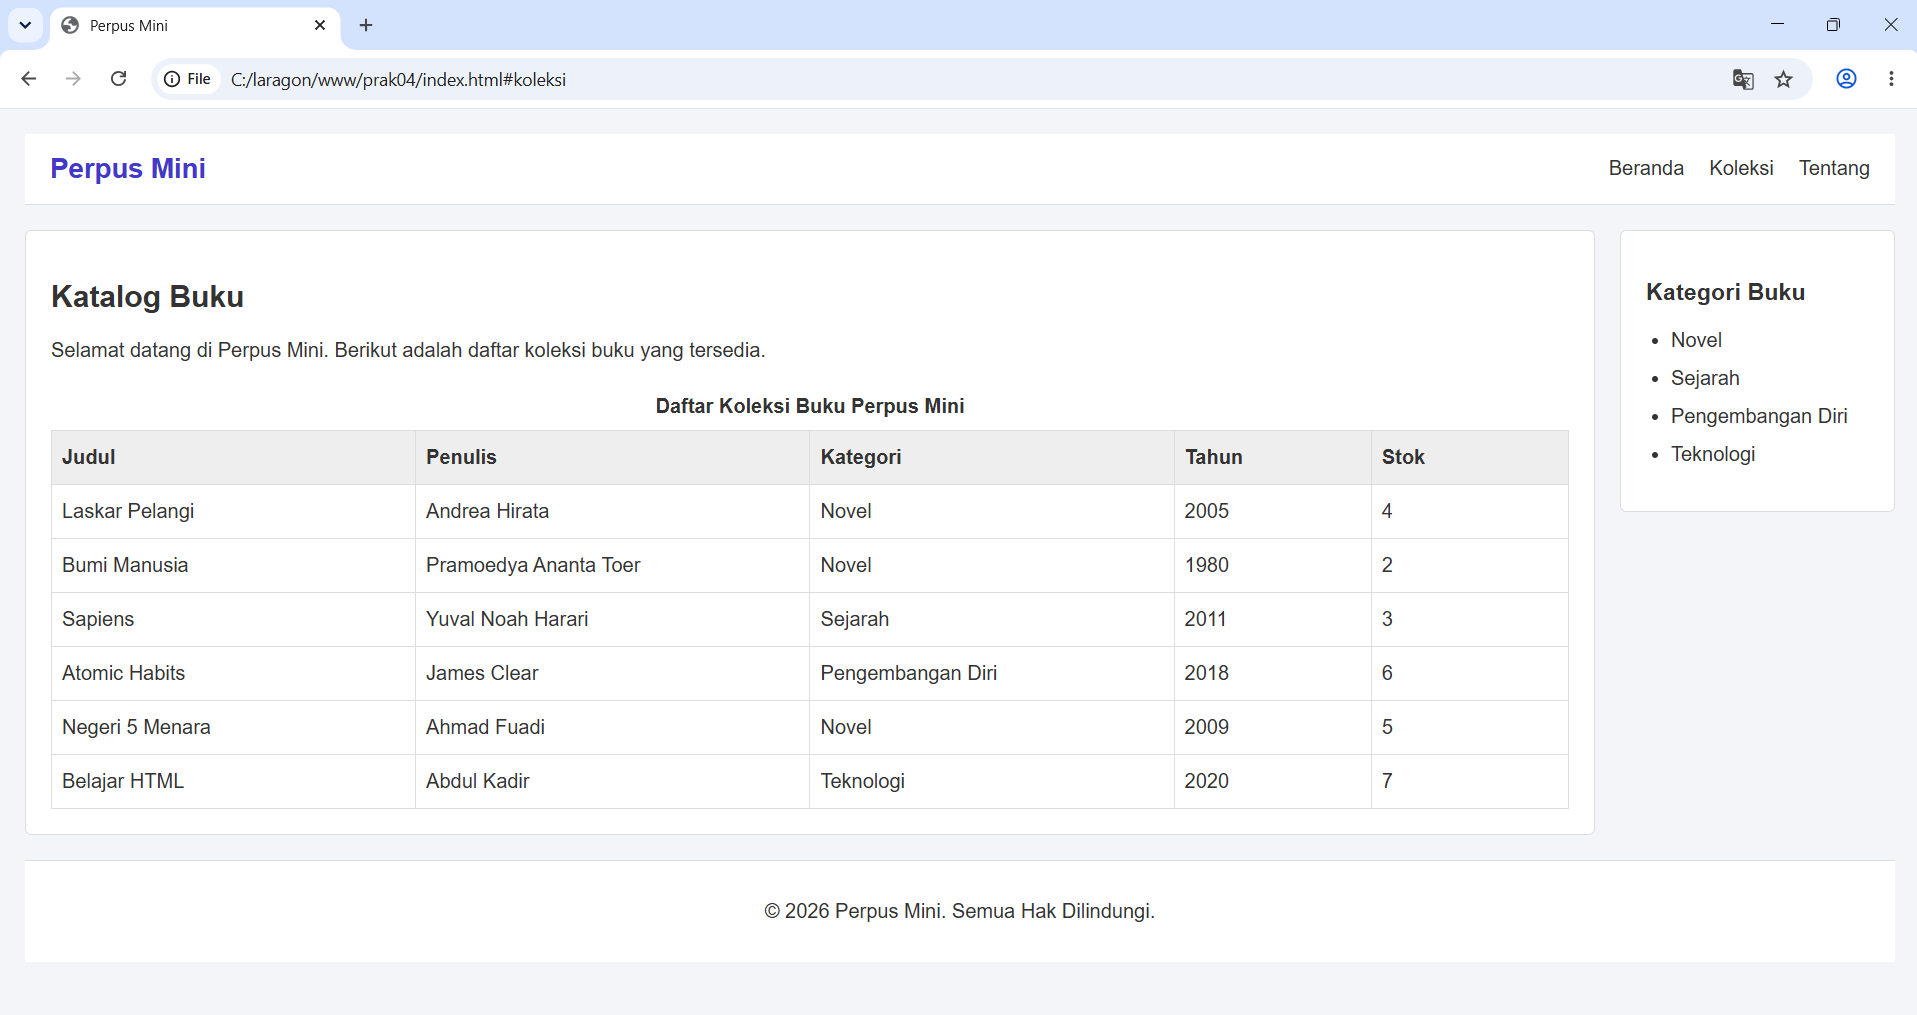 Perpus Mini
File C:/laragon/www/prak04/index.html#koleksi
Perpus Mini
Beranda Koleksi Tentang
Katalog Buku
Selamat datang di Perpus Mini. Berikut adalah daftar koleksi buku yang tersedia.
Daftar Koleksi Buku Perpus Mini
Judul Penulis Kategori Tahun Stok
Laskar Pelangi Andrea Hirata Novel 2005 4
Bumi Manusia Pramoedya Ananta Toer Novel 1980 2
Sapiens Yuval Noah Harari Sejarah 2011 3
Atomic Habits James Clear Pengembangan Diri 2018 6
Negeri 5 Menara Ahmad Fuadi Novel 2009 5
Belajar HTML Abdul Kadir Teknologi 2020 7
Kategori Buku
Novel
Sejarah
Pengembangan Diri
Teknologi
© 2026 Perpus Mini. Semua Hak Dilindungi.